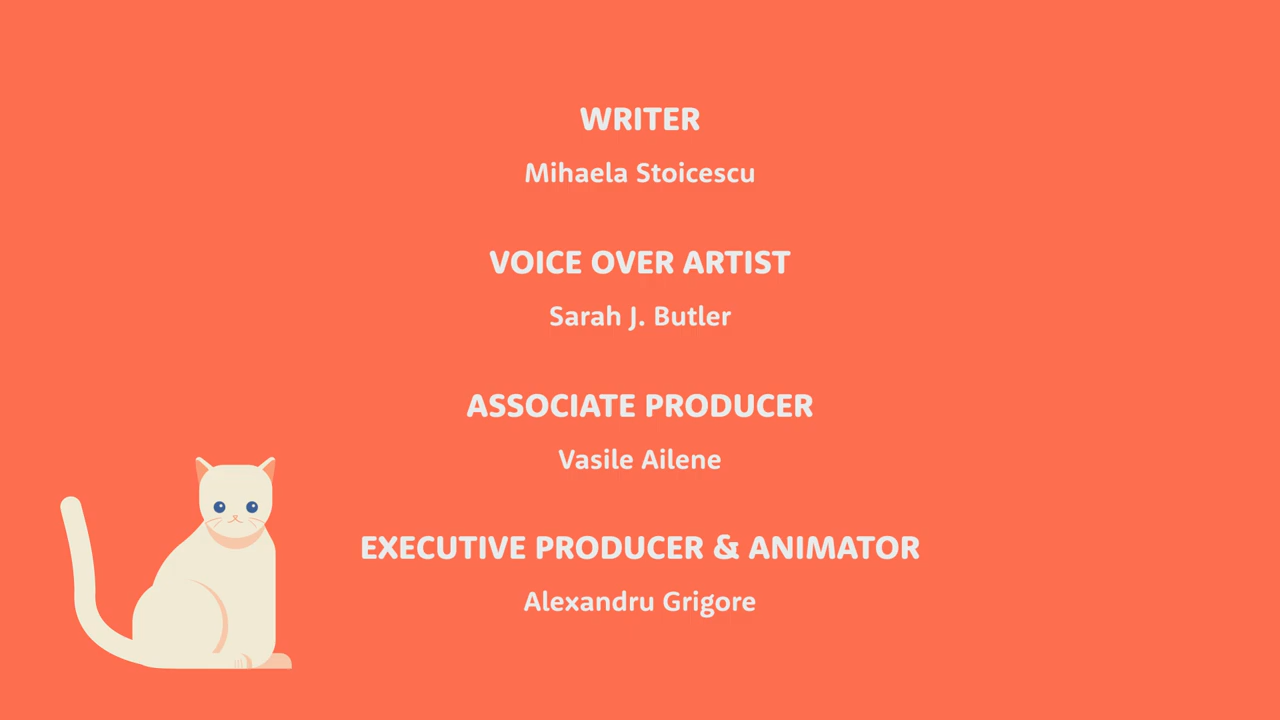 WRITER
Mihaela Stoicescu
VOICE OVER ARTIST
Sarah J. Butler
ASSOCIATE PRODUCER
Vasile Ailene
EXECUTIVE PRODUCER & ANIMATOR
Alexandru Grigore